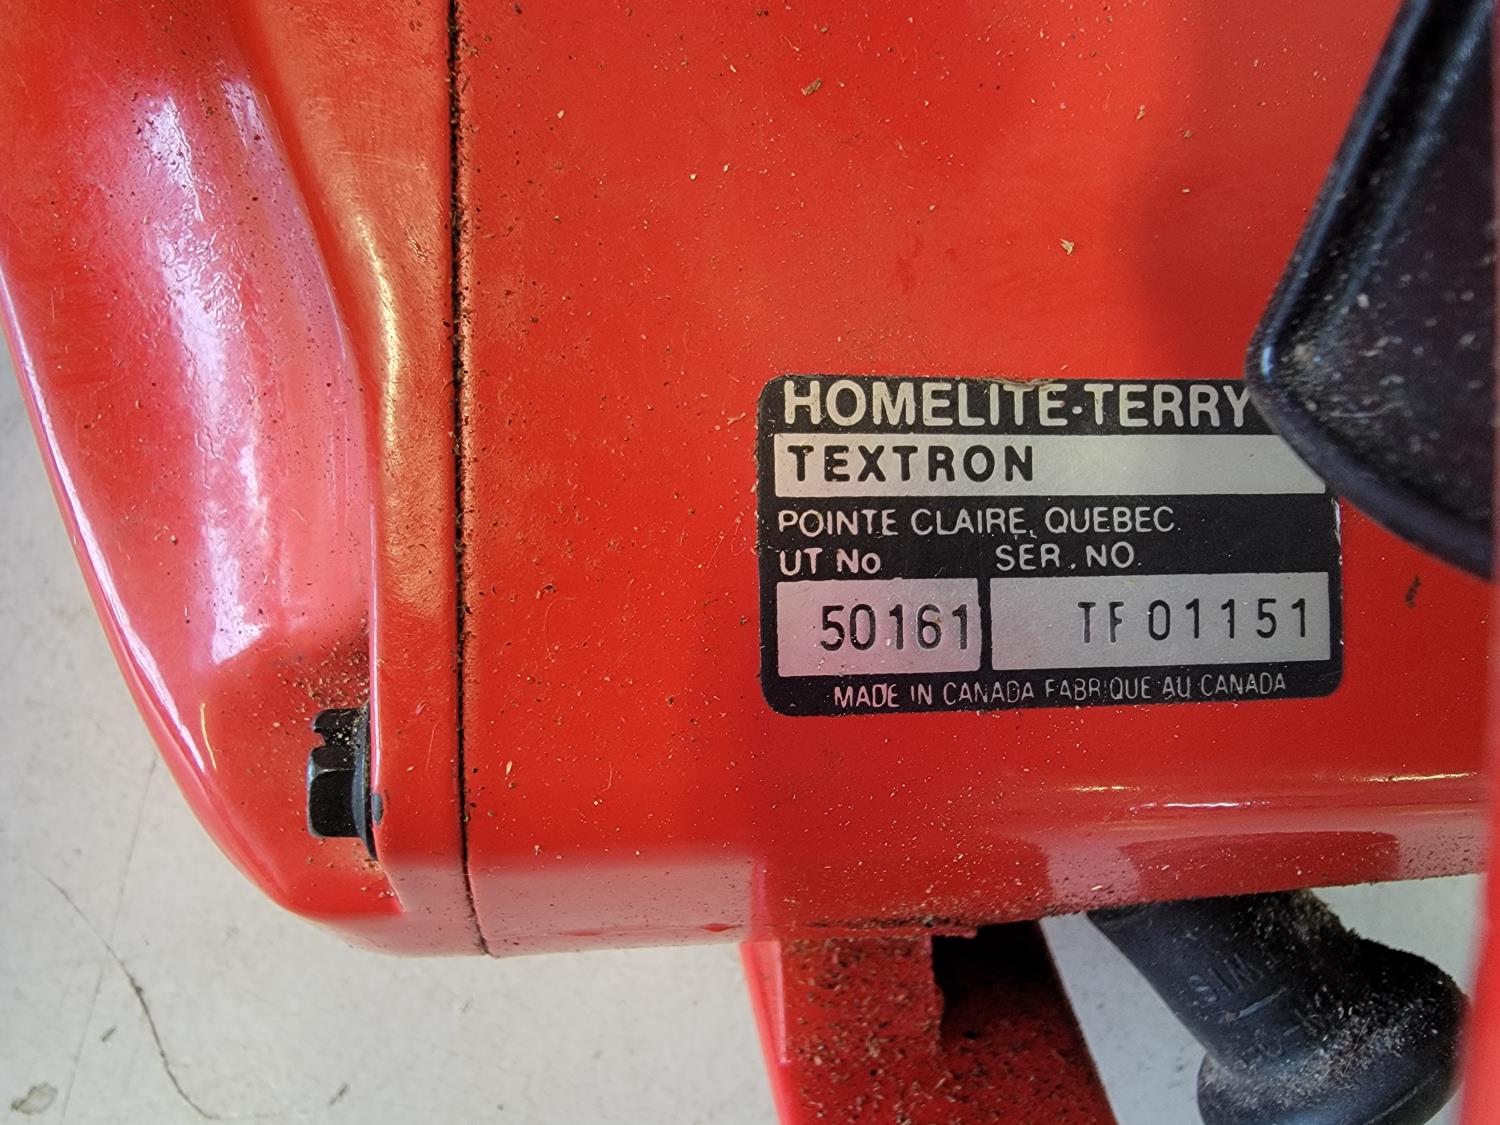 HOMELITE-TERRY
TEXTRON
POINTE CLAIRE, QUEBEC.
UT No SER. NO.
50161 TF 01151
MADE IN CANADA FABRIQUE AU CANADA